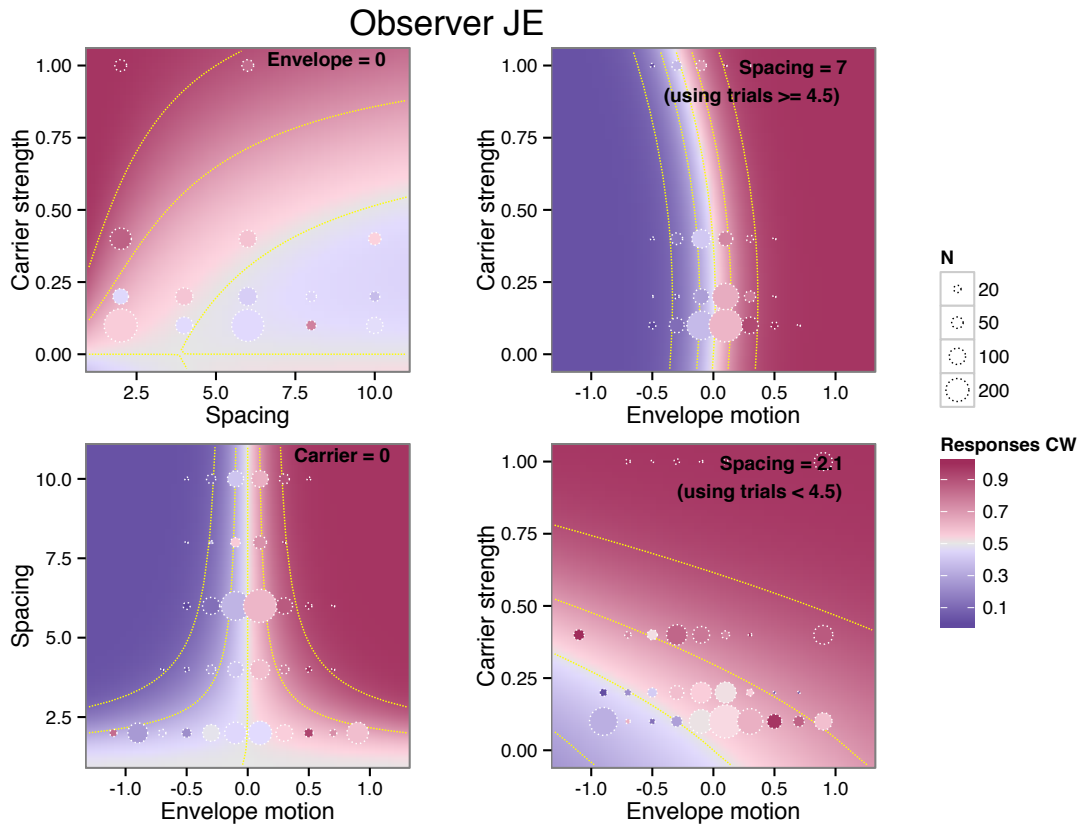 Observer JE
Envelope = 0
1.00
0.75
0.50
0.25
0.00
Carrier strength
2.5
5.0
7.5
10.0
Spacing
Spacing = 7
(using trials >= 4.5)
1.00
0.75
0.50
0.25
0.00
Carrier strength
-1.0
-0.5
0.0
0.5
1.0
Envelope motion
Carrier = 0
10.0
7.5
5.0
2.5
Spacing
-1.0
-0.5
0.0
0.5
1.0
Envelope motion
Spacing = 2.1
(using trials < 4.5)
1.00
0.75
0.50
0.25
0.00
Carrier strength
-1.0
-0.5
0.0
0.5
1.0
Envelope motion
N
20
50
100
200
Responses CW
0.9
0.7
0.5
0.3
0.1